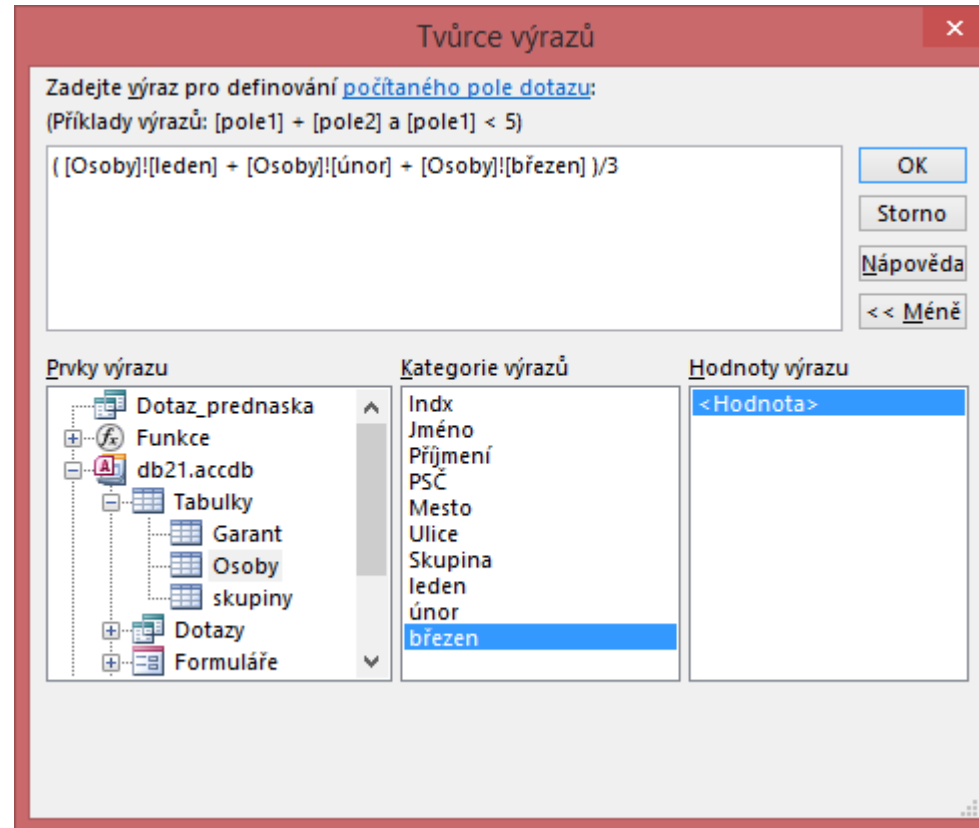 Tvůrce výrazů
Zadejte výraz pro definování počítaného pole dotazu:
(Příklady výrazů: [pole1] + [pole2] a [pole1] < 5)
( [Osoby]![leden] + [Osoby]![únor] + [Osoby]![březen] )/3
OK
Storno
Nápověda
<< Méně
Prvky výrazu
Dotaz_prednaska
Funkce
db21.accdb
Tabulky
Garant
Osoby
skupiny
Dotazy
Formuláře
Kategorie výrazů
Indx
Jméno
Příjmení
PSČ
Mesto
Ulice
Skupina
leden
únor
březen
Hodnoty výrazu
<Hodnota>